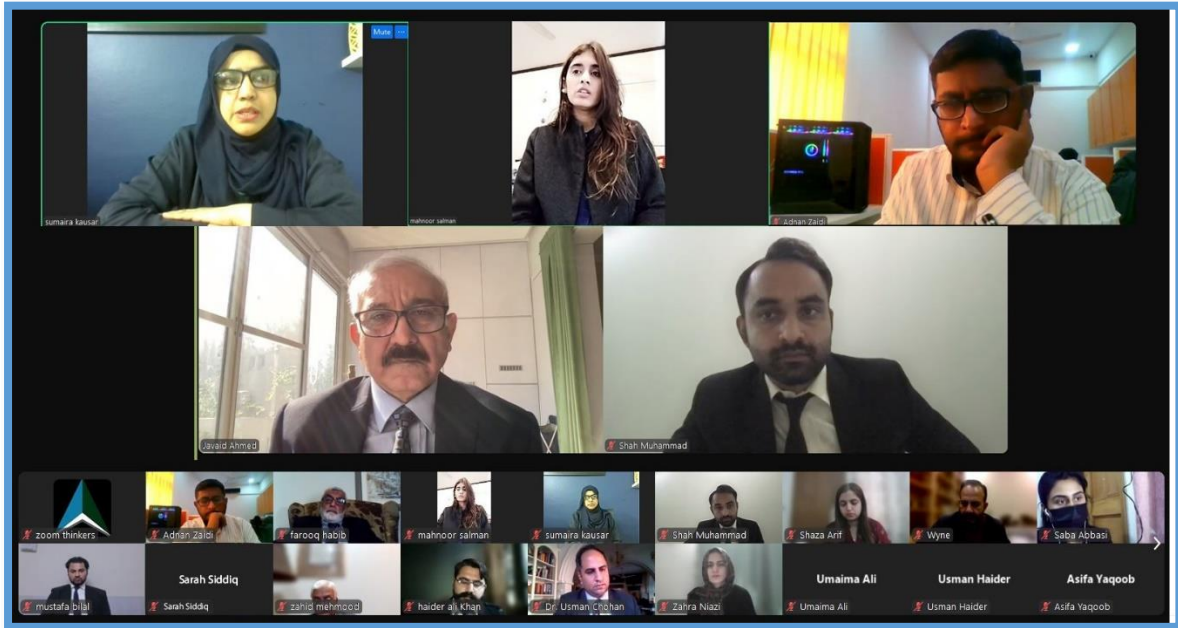 Mute
sumaira kausar
mahnoor salman
Adnan Zaidi
Javaid Ahmed
Shah Muhammad
zoom thinkers
Adnan Zaidi
farooq habib
mahnoor salman
sumaira kausar
Shah Muhammad
Shaza Arif
Wyne
Saba Abbasi
Sarah Siddiq
Umaima Ali
Usman Haider
Asifa Yaqoob
mustafa bilal
Sarah Siddiq
zahid mehmood
haider ali Khan
Dr. Usman Chohan
Zahra Niazi
Umaima Ali
Usman Haider
Asifa Yaqoob